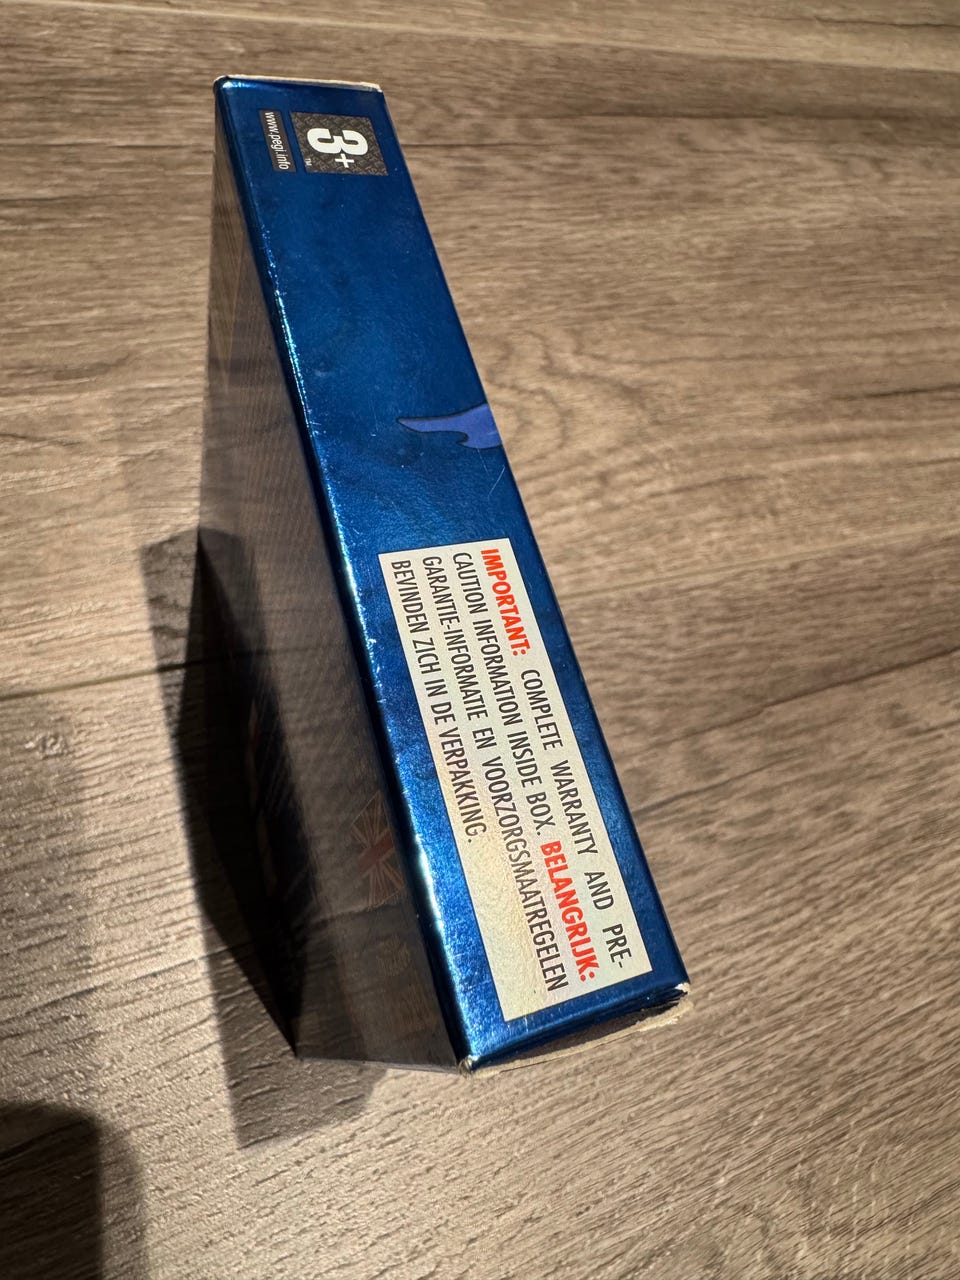 3+
TM
www.pegi.info
IMPORTANT: COMPLETE WARRANTY AND PRE-
CAUTION INFORMATION INSIDE BOX. BELANGRIJK:
GARANTIE-INFORMATIE EN VOORZORGSMAATREGELEN
BEVINDEN ZICH IN DE VERPAKKING.